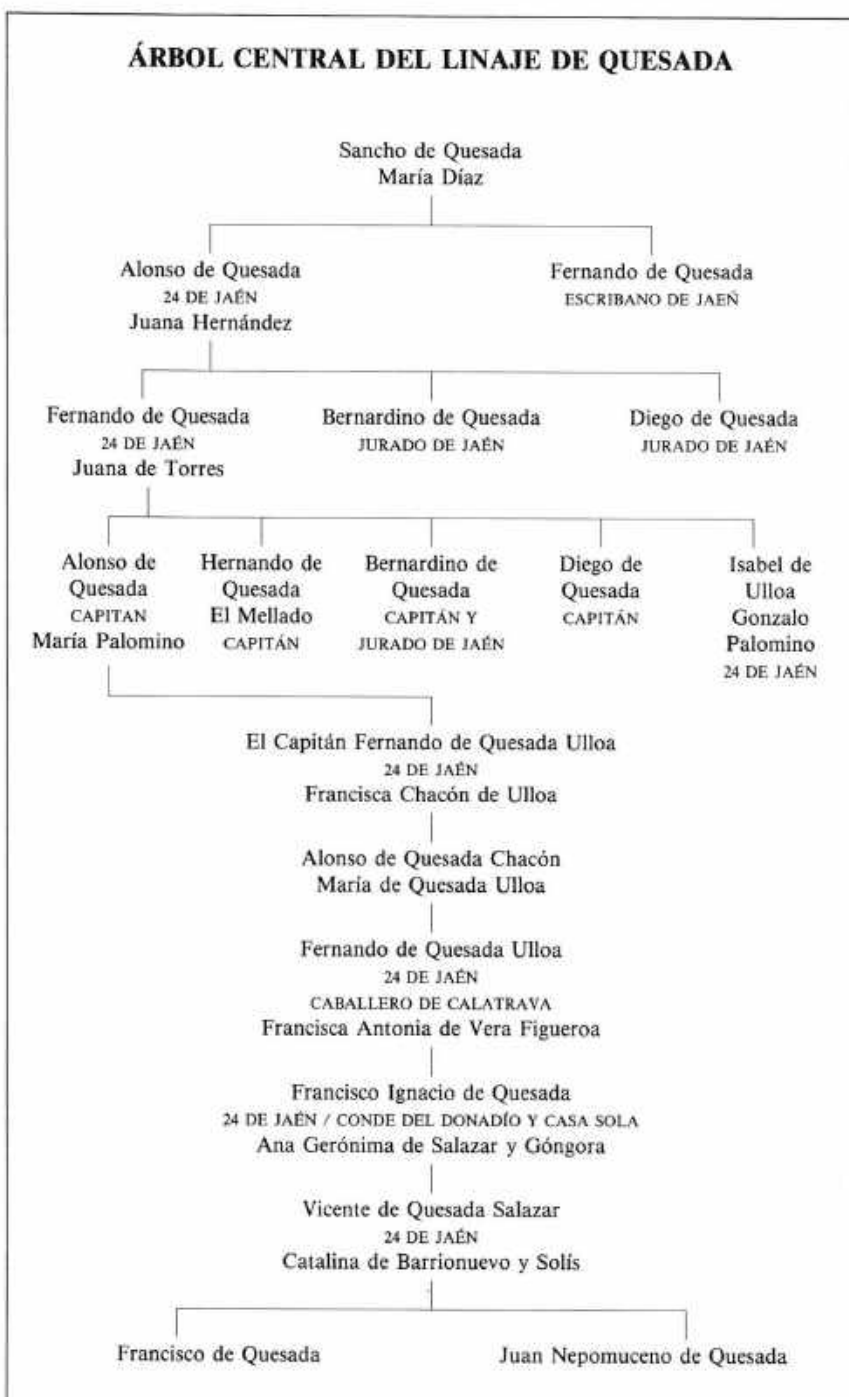 ÁRBOL CENTRAL DEL LINAJE DE QUESADA
Sancho de Quesada
María Díaz
Alonso de Quesada
24 DE JAÉN
Juana Hernández
Fernando de Quesada
ESCRIBANO DE JAEÑ
Fernando de Quesada
24 DE JAÉN
Juana de Torres
Bernardino de Quesada
JURADO DE JAÉN
Diego de Quesada
JURADO DE JAÉN
Alonso de
Quesada
CAPITAN
María Palomino
Hernando de
Quesada
El Mellado
CAPITÁN
Bernardino de
Quesada
CAPITÁN Y
JURADO DE JAÉN
Diego de
Quesada
CAPITÁN
Isabel de
Ulloa
Gonzalo
Palomino
24 DE JAÉN
El Capitán Fernando de Quesada Ulloa
24 DE JAÉN
Francisca Chacón de Ulloa
Alonso de Quesada Chacón
María de Quesada Ulloa
Fernando de Quesada Ulloa
24 DE JAÉN
CABALLERO DE CALATRAVA
Francisca Antonia de Vera Figueroa
Francisco Ignacio de Quesada
24 DE JAÉN / CONDE DEL DONADÍO Y CASA SOLA
Ana Gerónima de Salazar y Góngora
Vicente de Quesada Salazar
24 DE JAÉN
Catalina de Barrionuevo y Solís
Francisco de Quesada
Juan Nepomuceno de Quesada